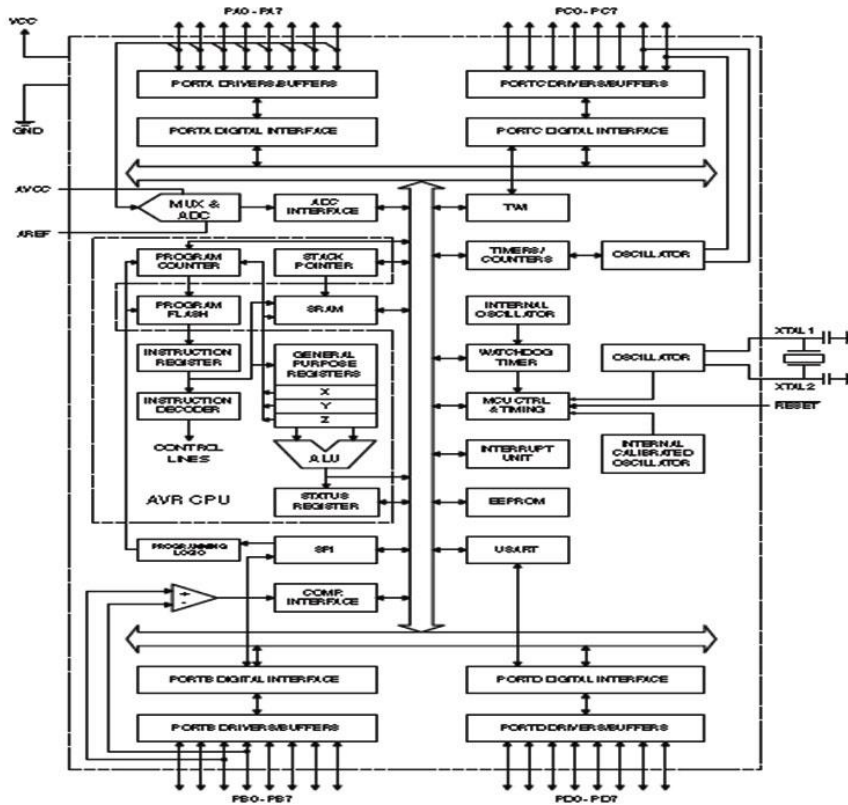 PA0 - PA7
PC0 - PC7
VCC
PORTA DRIVERS/BUFFERS
PORTC DRIVERS/BUFFERS
GND
PORTA DIGITAL INTERFACE
PORTC DIGITAL INTERFACE
AVCC
MUX &
ADC
ADC
INTERFACE
TWI
AREF
PROGRAM
COUNTER
STACK
POINTER
TIMERS/
COUNTERS
OSCILLATOR
PROGRAM
FLASH
SRAM
INTERNAL
OSCILLATOR
XTAL1
INSTRUCTION
REGISTER
GENERAL
PURPOSE
REGISTERS
WATCHDOG
TIMER
OSCILLATOR
X
XTAL2
INSTRUCTION
DECODER
Y
MCU CTRL
& TIMING
RESET
Z
CONTROL
LINES
ALU
INTERRUPT
UNIT
INTERNAL
CALIBRATED
OSCILLATOR
AVR CPU
STATUS
REGISTER
EEPROM
PROGRAMMING
LOGIC
SPI
USART
+
-
COMP.
INTERFACE
PORTB DIGITAL INTERFACE
PORTD DIGITAL INTERFACE
PORTB DRIVERS/BUFFERS
PORTD DRIVERS/BUFFERS
PB0 - PB7
PD0 - PD7